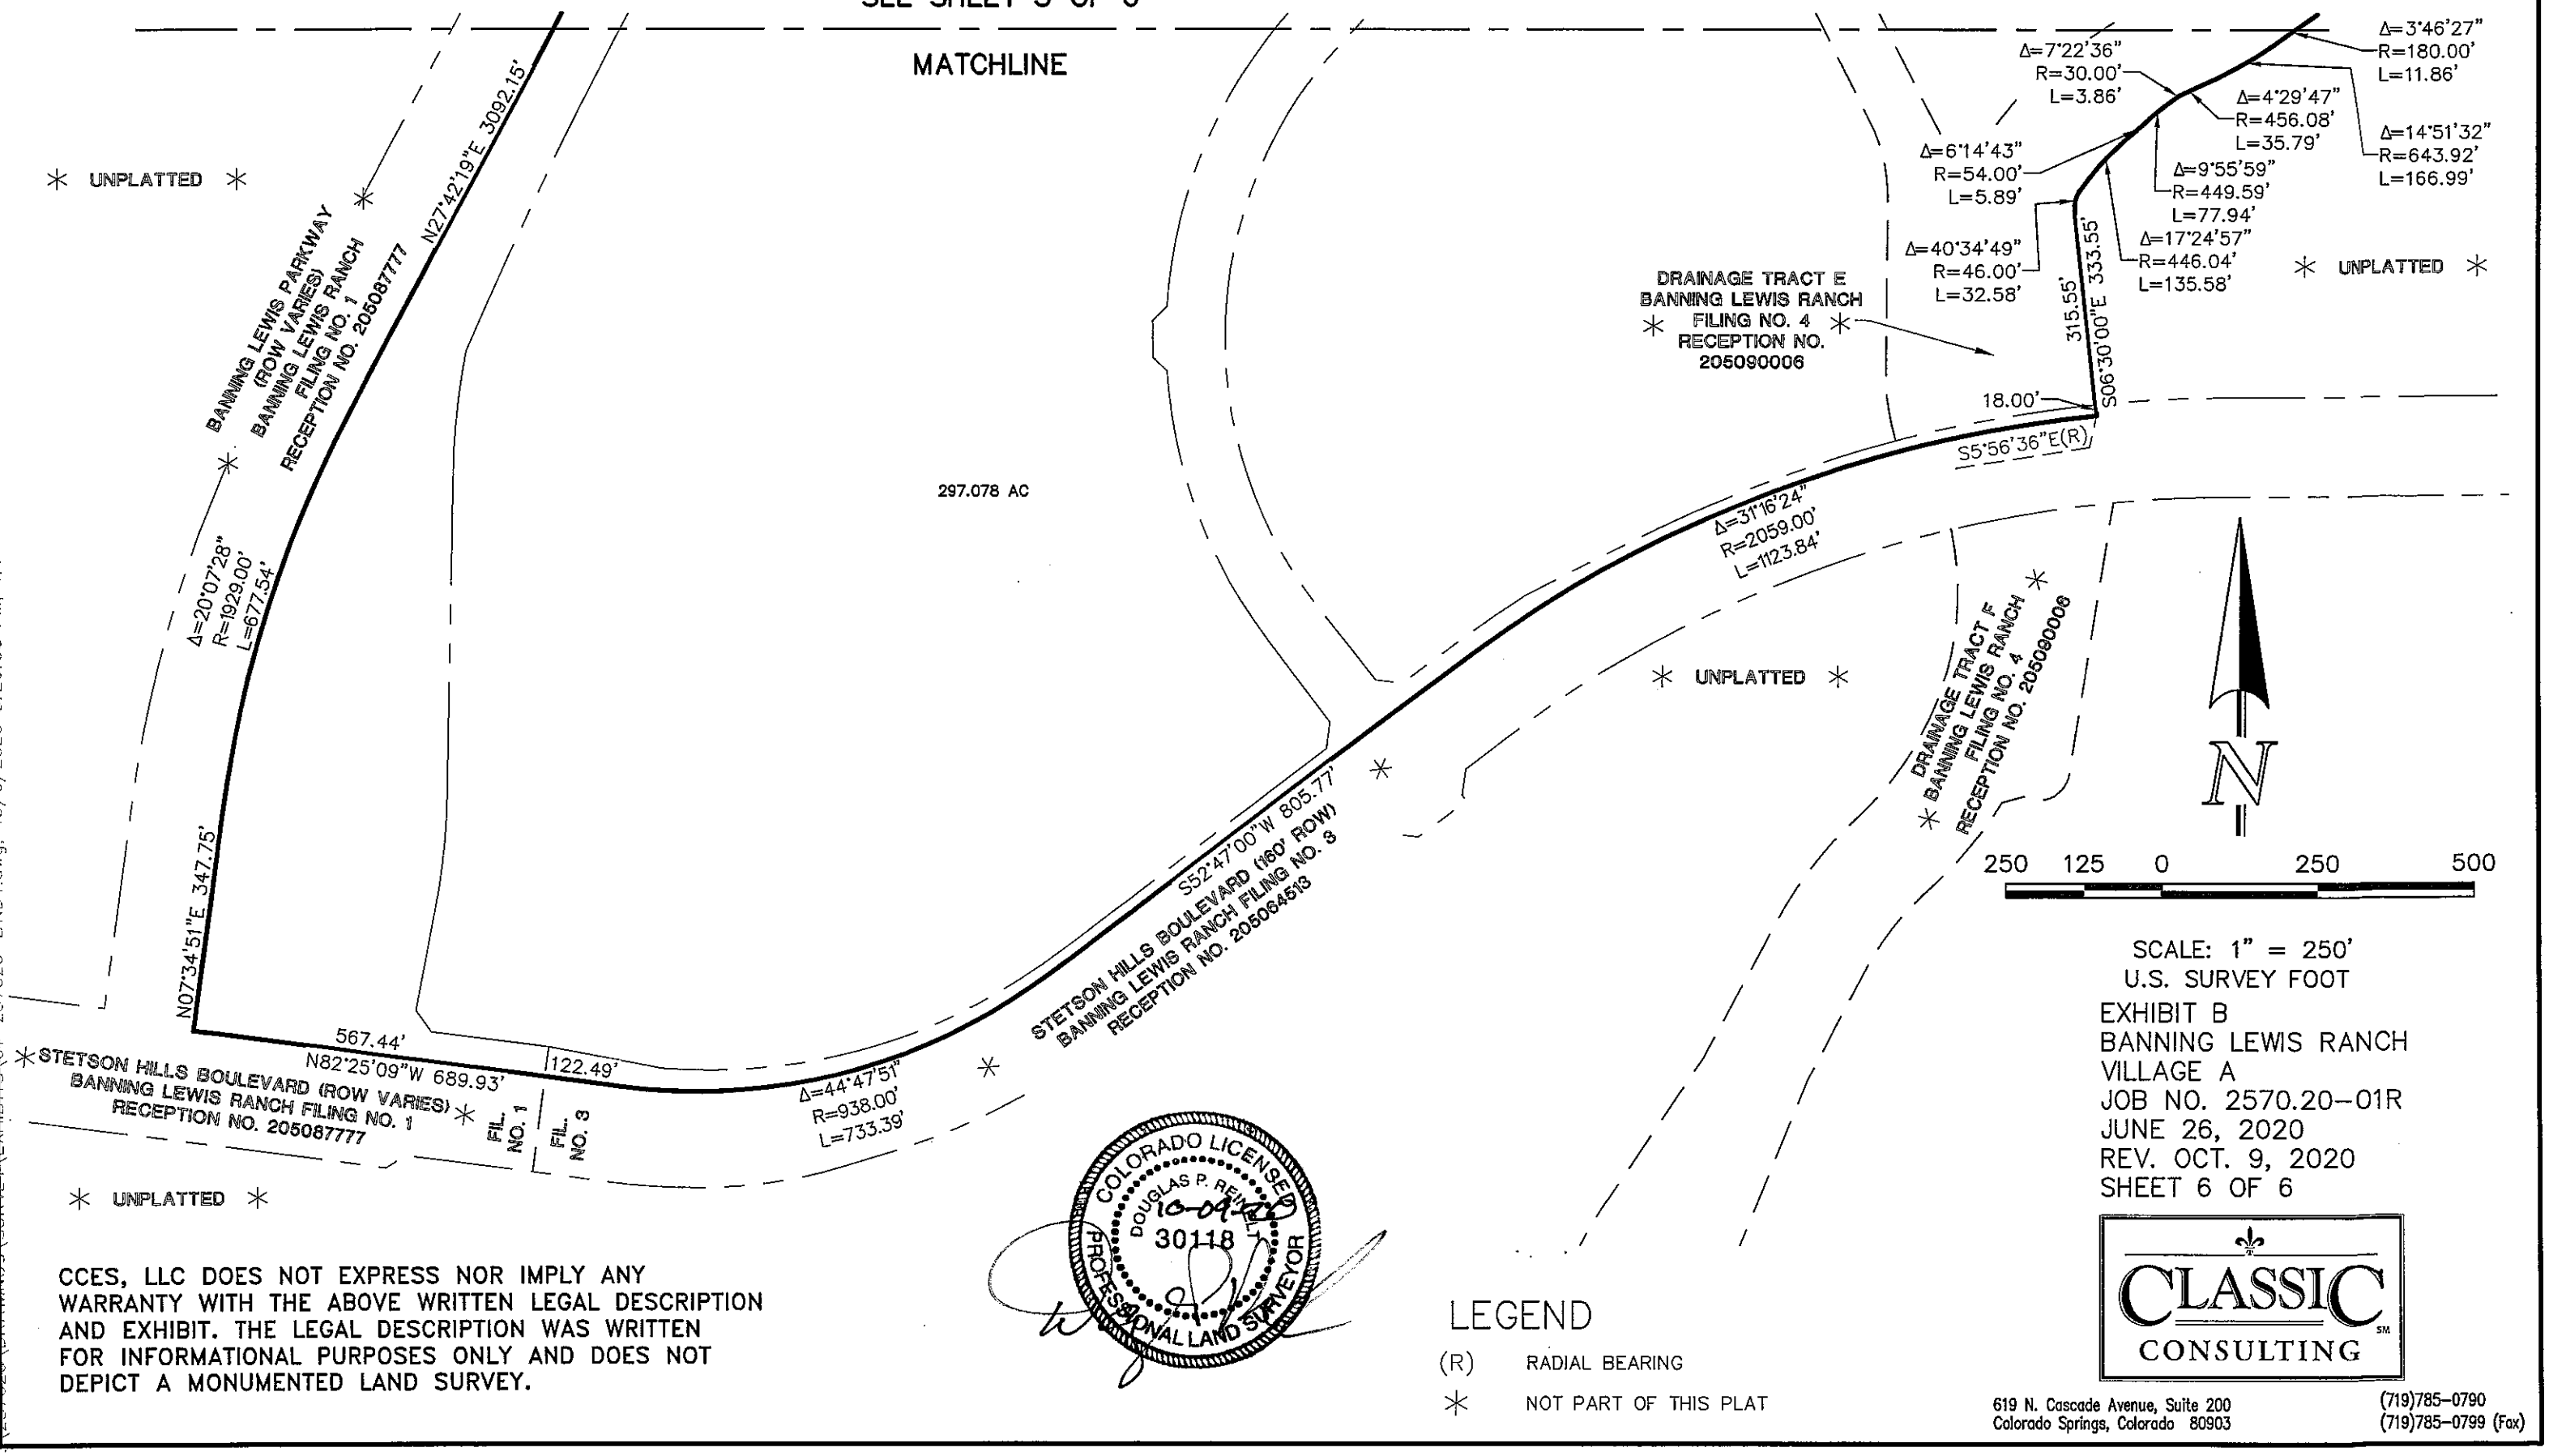 MATCHLINE
N27°42'19"E 3092.15'
✳ UNPLATTED ✳
BANNING LEWIS PARKWAY ✳
(ROW VARIES)
BANNING LEWIS RANCH
FILING NO. 1
✳ RECEPTION NO. 205087777
Δ=3°46'27"
R=180.00'
L=11.86'
Δ=7°22'36"
R=30.00'
L=3.86'
Δ=4°29'47"
R=456.08'
L=35.79'
Δ=14°51'32"
R=643.92'
L=166.99'
Δ=6°14'43"
R=54.00'
L=5.89'
Δ=9°55'59"
R=449.59'
L=77.94'
Δ=17°24'57"
R=446.04'
L=135.58'
Δ=40°34'49"
R=46.00'
L=32.58'
315.55'
S06°30'00"E 333.55'
✳ UNPLATTED ✳
DRAINAGE TRACT E
BANNING LEWIS RANCH
✳ FILING NO. 4 ✳
RECEPTION NO.
205090006
18.00'
S5°56'36"E(R)
297.078 AC
Δ=31°16'24"
R=2059.00'
L=1123.84'
Δ=20°07'28"
R=1929.00'
L=677.54'
✳ UNPLATTED ✳
DRAINAGE TRACT F ✳
✳ BANNING LEWIS RANCH
FILING NO. 4
RECEPTION NO. 205090006
N
N07°34'51"E 347.75'
S52°47'00"W 805.77'
✳
STETSON HILLS BOULEVARD (160' ROW)
BANNING LEWIS RANCH FILING NO. 3
RECEPTION NO. 205064513
✳
567.44'
N82°25'09"W 689.93'
122.49'
✳ STETSON HILLS BOULEVARD (ROW VARIES)
BANNING LEWIS RANCH FILING NO. 1 ✳
RECEPTION NO. 205087777
FIL.
NO. 1
FIL.
NO. 3
Δ=44°47'51"
R=938.00'
L=733.39'
✳ UNPLATTED ✳
250 125 0 250 500
SCALE: 1" = 250'
U.S. SURVEY FOOT
EXHIBIT B
BANNING LEWIS RANCH
VILLAGE A
JOB NO. 2570.20-01R
JUNE 26, 2020
REV. OCT. 9, 2020
SHEET 6 OF 6
COLORADO LICENSED
DOUGLAS P. REINELT
10-09-20
30118
PROFESSIONAL LAND SURVEYOR
CCES, LLC DOES NOT EXPRESS NOR IMPLY ANY
WARRANTY WITH THE ABOVE WRITTEN LEGAL DESCRIPTION
AND EXHIBIT. THE LEGAL DESCRIPTION WAS WRITTEN
FOR INFORMATIONAL PURPOSES ONLY AND DOES NOT
DEPICT A MONUMENTED LAND SURVEY.
LEGEND
(R) RADIAL BEARING
✳ NOT PART OF THIS PLAT
CLASSIC SM
CONSULTING
619 N. Cascade Avenue, Suite 200
Colorado Springs, Colorado 80903
(719)785-0790
(719)785-0799 (Fax)